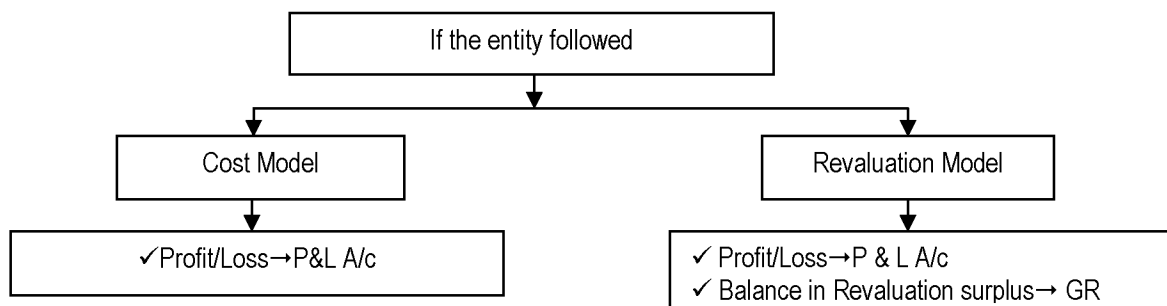 If the entity followed
Cost Model
Revaluation Model
✓Profit/Loss→P&L A/c
✓ Profit/Loss→P & L A/c
✓ Balance in Revaluation surplus→ GR